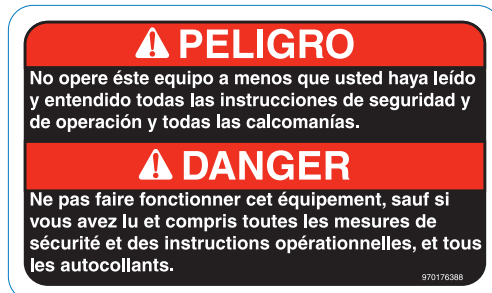 PELIGRO
No opere éste equipo a menos que usted haya leído
y entendido todas las instrucciones de seguridad y
de operación y todas las calcomanías.
DANGER
Ne pas faire fonctionner cet équipement, sauf si
vous avez lu et compris toutes les mesures de
sécurité et des instructions opérationnelles, et tous
les autocollants.
970176388